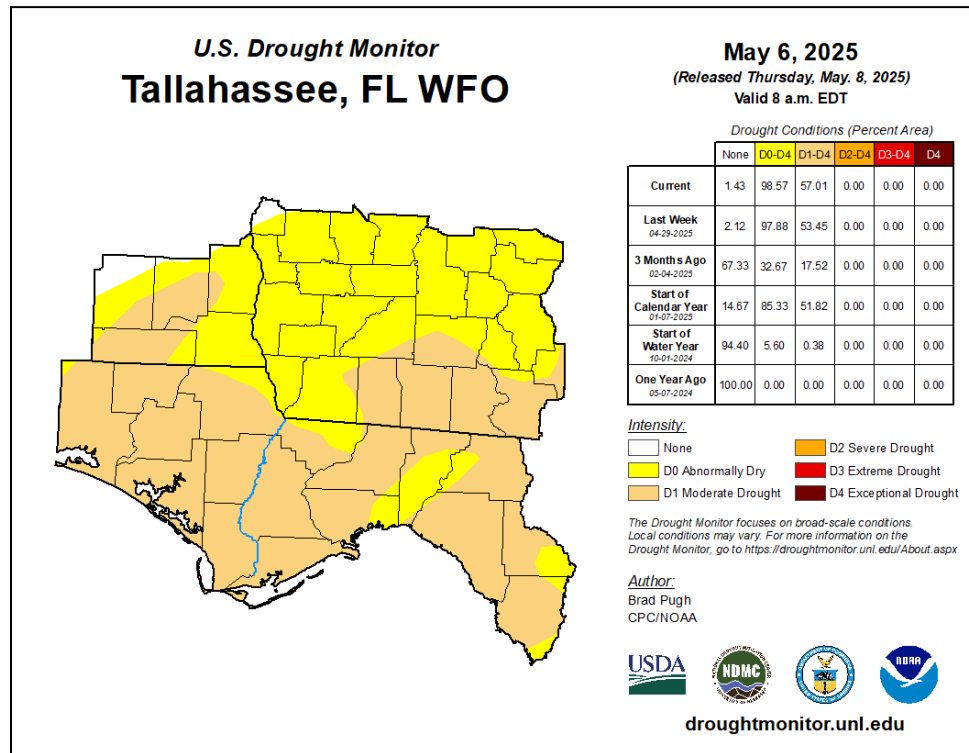 U.S. Drought Monitor
Tallahassee, FL WFO
May 6, 2025
(Released Thursday, May. 8, 2025)
Valid 8 a.m. EDT
Drought Conditions (Percent Area)
None D0-D4 D1-D4 D2-D4 D3-D4 D4
Current 1.43 98.57 57.01 0.00 0.00 0.00
Last Week
04-29-2025 2.12 97.88 53.45 0.00 0.00 0.00
3 Months Ago
02-04-2025 67.33 32.67 17.52 0.00 0.00 0.00
Start of
Calendar Year
01-07-2025 14.67 85.33 51.82 0.00 0.00 0.00
Start of
Water Year
10-01-2024 94.40 5.60 0.38 0.00 0.00 0.00
One Year Ago
05-07-2024 100.00 0.00 0.00 0.00 0.00 0.00
Intensity:
None
D0 Abnormally Dry
D1 Moderate Drought
D2 Severe Drought
D3 Extreme Drought
D4 Exceptional Drought
The Drought Monitor focuses on broad-scale conditions.
Local conditions may vary. For more information on the
Drought Monitor, go to https://droughtmonitor.unl.edu/About.aspx
Author:
Brad Pugh
CPC/NOAA
USDA
NDMC
NOAA
droughtmonitor.unl.edu